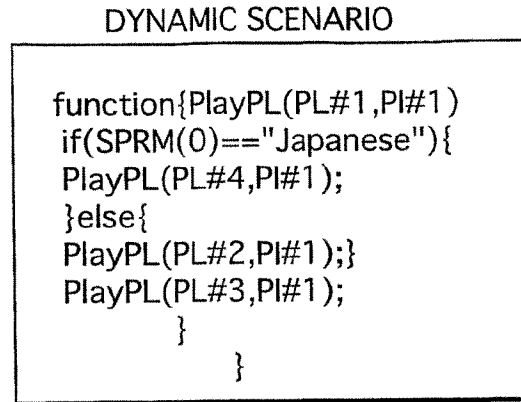 DYNAMIC SCENARIO
function{PlayPL(PL#1,PI#1)
if(SPRM(0)=="Japanese"){
PlayPL(PL#4,PI#1);
}else{
PlayPL(PL#2,PI#1);}
PlayPL(PL#3,PI#1);
}
}